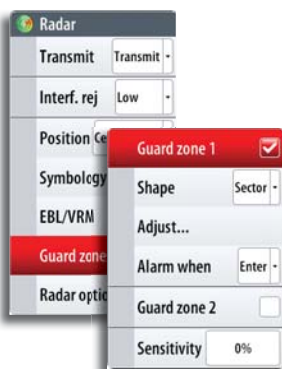 Radar
Transmit Transmit
Interf. rej Low
Position Ce
Symbology
EBL/VRM
Guard zone
Radar optio
Guard zone 1
Shape Sector
Adjust...
Alarm when Enter
Guard zone 2
Sensitivity 0%